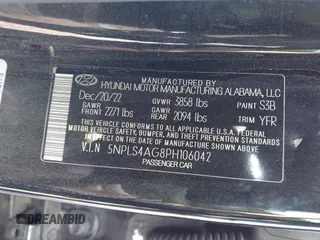 HYUNDAI MOTOR MANUFACTURING ALABAMA, LLC
Dec/20/22 GVWR 3858 lbs PAINT S3B
GAWR FRONT 2271 lbs GAWR REAR 2094 lbs TRIM YFR
THIS VEHICLE CONFORMS TO ALL APPLICABLE U.S.A. FEDERAL MOTOR
VEHICLE SAFETY, BUMPER, AND THEFT PREVENTION STANDARDS IN
EFFECT ON THE DATE OF MANUFACTURE SHOWN ABOVE.
V.I.N 5NPLS4AG8PH106042
PASSENGER CAR
DREAMBID